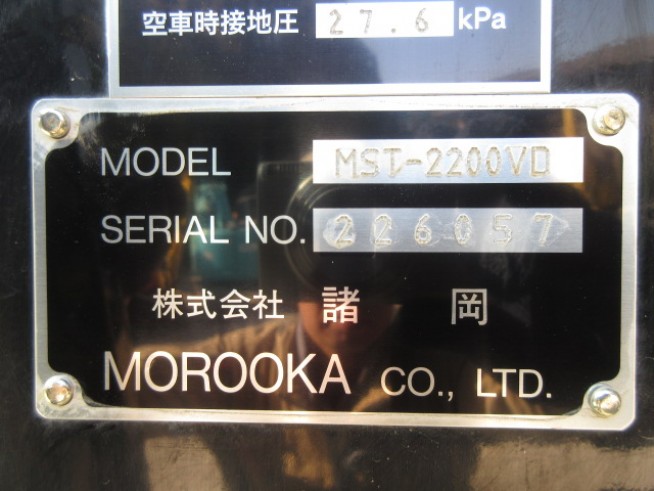 空車時接地圧 27.6 kPa
MODEL MST-2200VD
SERIAL NO. 226057
株式会社 諸岡
MOROOKA CO., LTD.